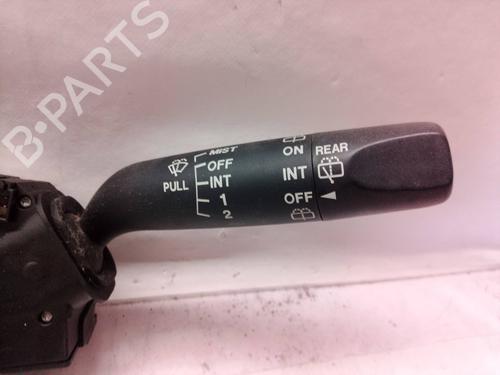 B-PARTS
MIST
OFF
PULL INT
1
2
ON REAR
INT
OFF